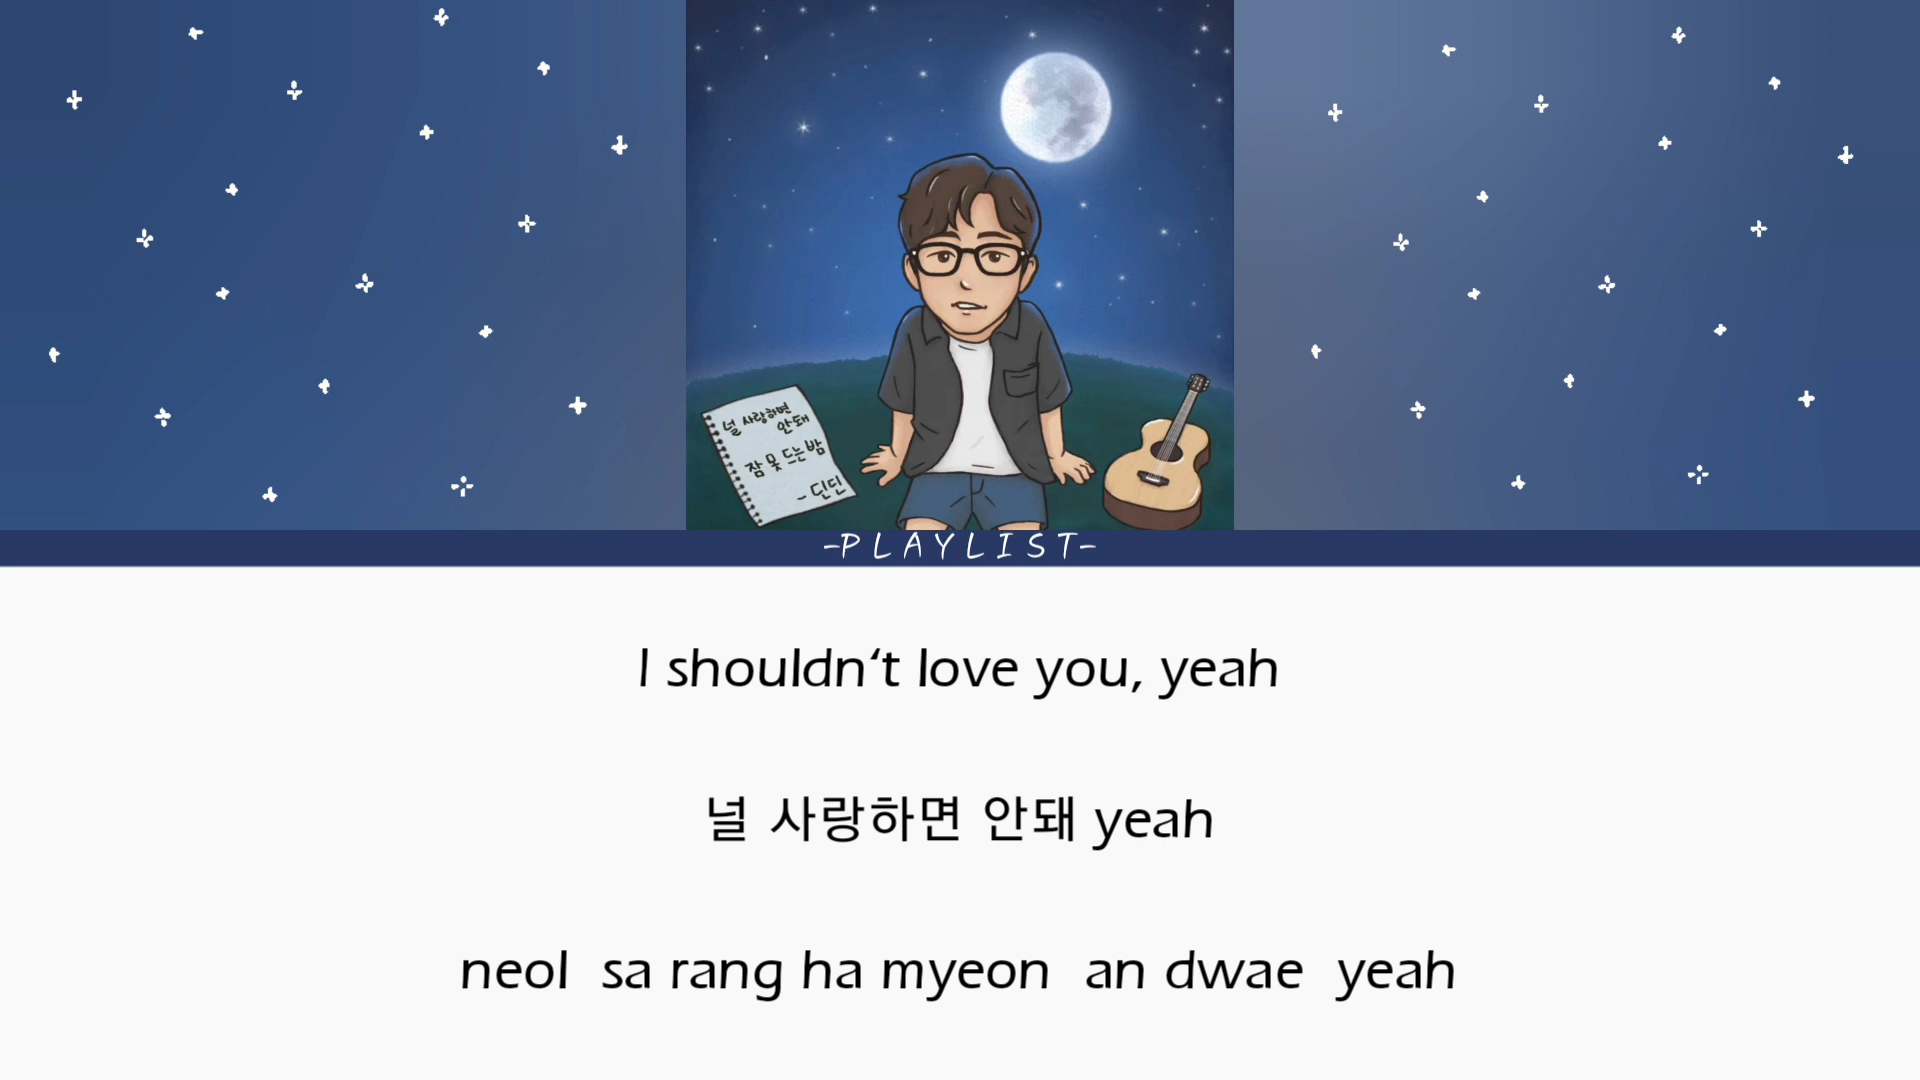 널 사랑하면
안돼
잠 못 드는 밤
- 딘딘
-PLAYLIST-
I shouldn‘t love you, yeah
널 사랑하면 안돼 yeah
neol sa rang ha myeon an dwae yeah